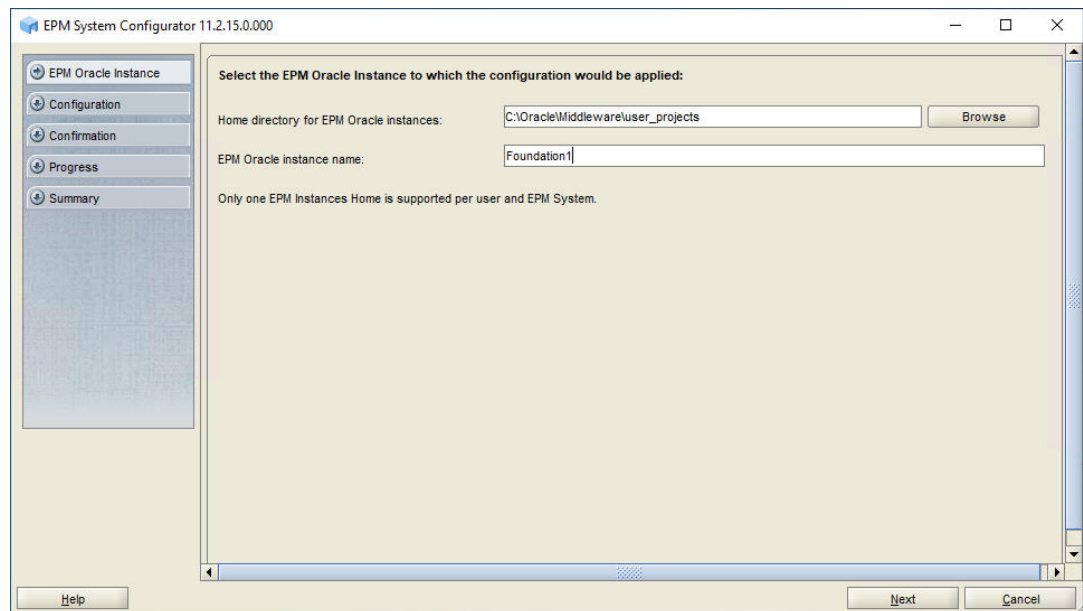 EPM System Configurator 11.2.15.0.000
EPM Oracle Instance
Configuration
Confirmation
Progress
Summary
Select the EPM Oracle Instance to which the configuration would be applied:
Home directory for EPM Oracle instances:
C:\Oracle\Middleware\user_projects
Browse
EPM Oracle instance name:
Foundation1
Only one EPM Instances Home is supported per user and EPM System.
Help
Next
Cancel